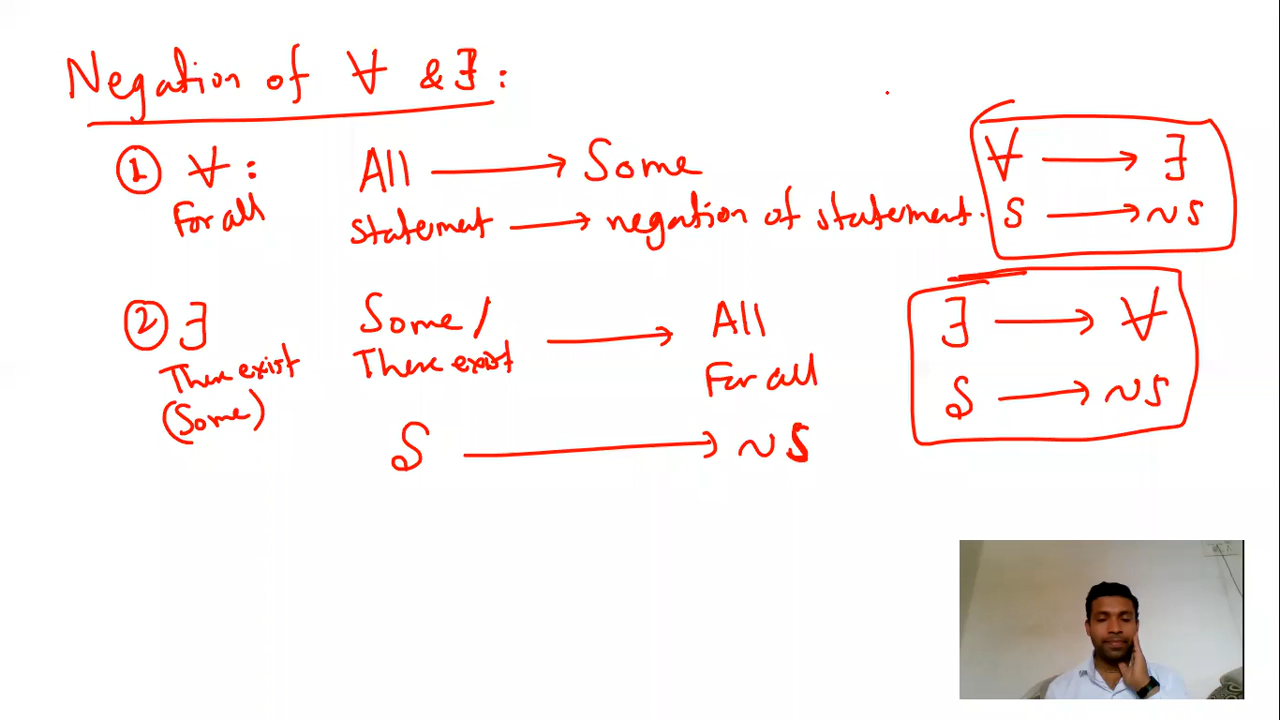 Negation of ∀ & ∃ :
① ∀ : All ⟶ Some
For all statement ⟶ negation of statement.
∀ ⟶ ∃
S ⟶ ~S
② ∃ Some / ⟶ All
There exist There exist For all
(Some)
S ⟶ ~S
∃ ⟶ ∀
S ⟶ ~S